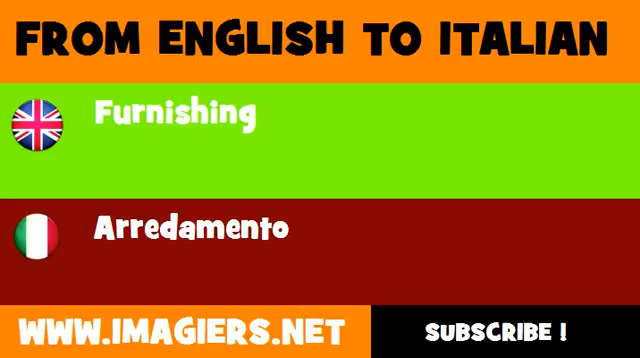 FROM ENGLISH TO ITALIAN
Furnishing
Arredamento
WWW.IMAGIERS.NET
SUBSCRIBE !